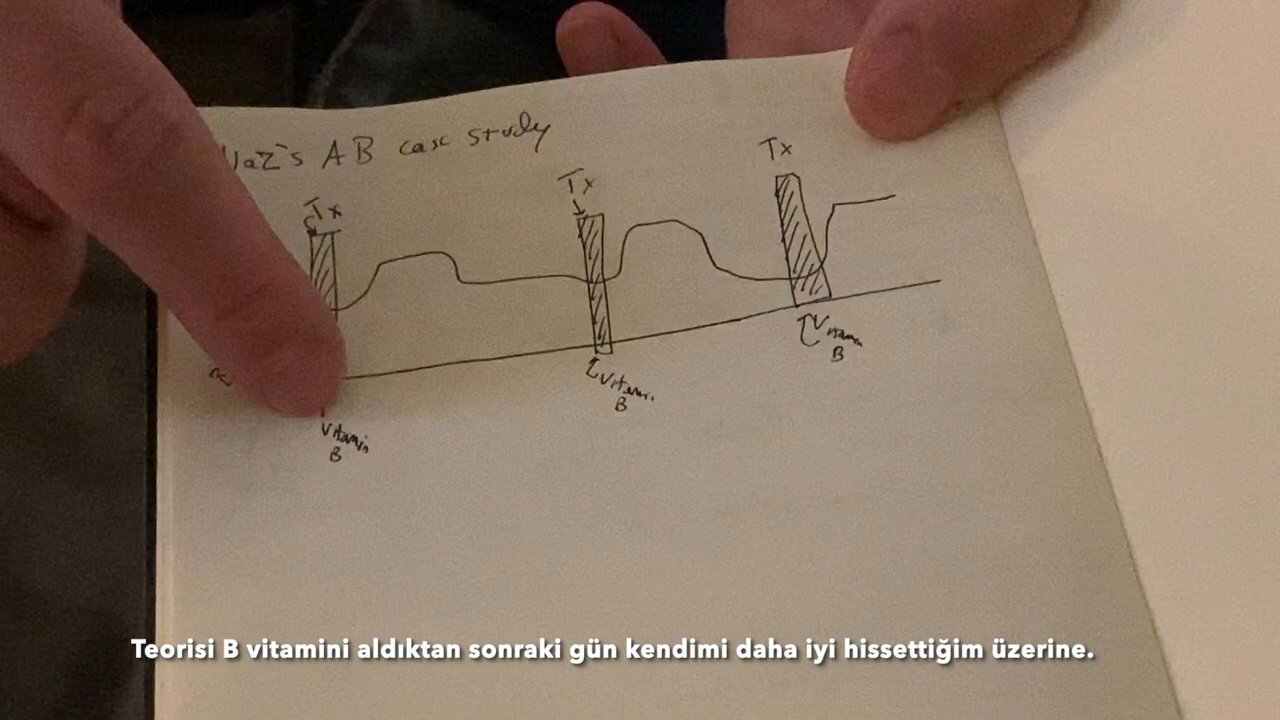 AB case study
Tx
Tx
Tx
Vitamin
B
Vitamin
B
Vitamin
B
Teorisi B vitamini aldıktan sonraki gün kendimi daha iyi hissettiğim üzerine.